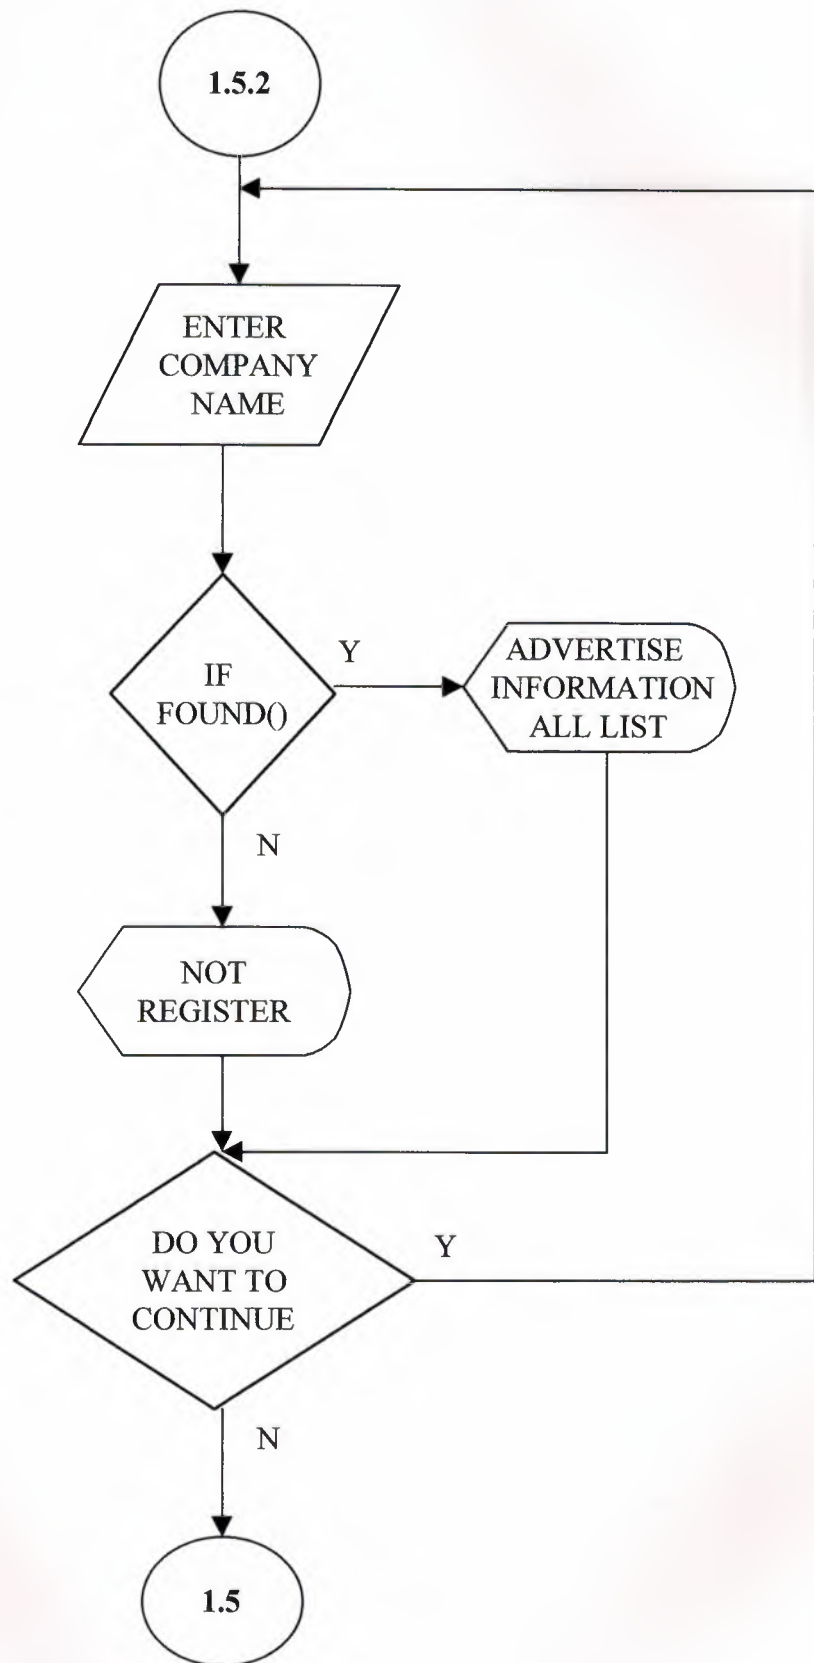 1.5.2
ENTER
COMPANY
NAME
IF
FOUND()
Y
ADVERTISE
INFORMATION
ALL LIST
N
NOT
REGISTER
DO YOU
WANT TO
CONTINUE
Y
N
1.5